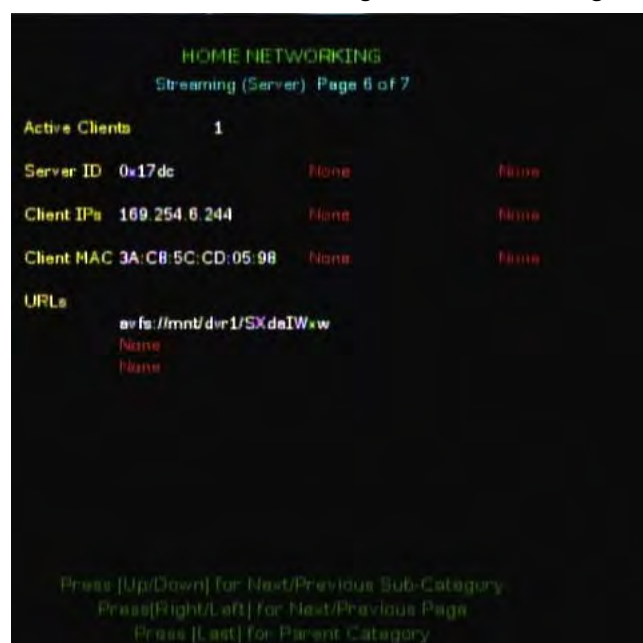 HOME NETWORKING
Streaming (Server) Page 6 of 7
Active Clients 1
Server ID 0x17dc None None
Client IPs 169.254.6.244 None None
Client MAC 3A:CB:5C:CD:05:98 None None
URLs
avfs://mnt/dvr1/SXdaIWxw
None
None
Press [Up/Down] for Next/Previous Sub-Category
Press[Right/Left] for Next/Previous Page
Press [Last] for Parent Category